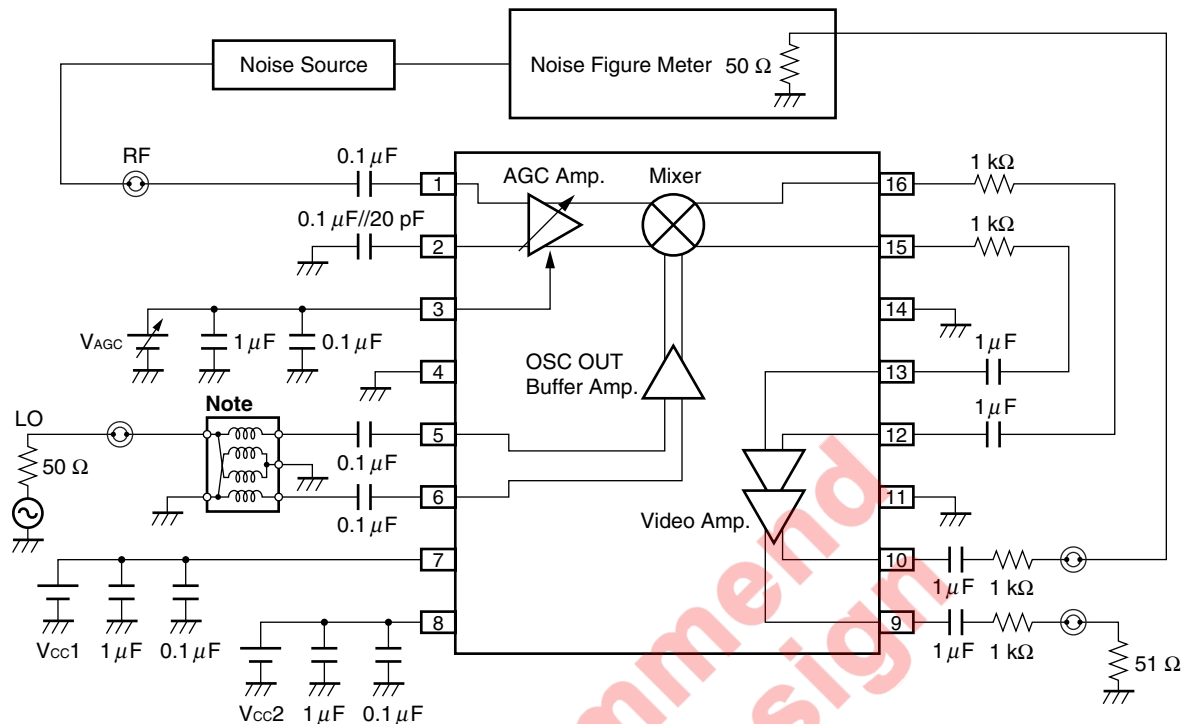 Noise Source
Noise Figure Meter 50 Ω
RF
0.1 μF
1
AGC Amp.
Mixer
16
1 kΩ
0.1 μF//20 pF
2
15
1 kΩ
3
14
VAGC
1 μF
0.1 μF
4
OSC OUT
Buffer Amp.
13
1 μF
Note
LO
50 Ω
5
0.1 μF
12
1 μF
6
0.1 μF
11
Video Amp.
7
10
1 μF
1 kΩ
VCC1
1 μF
0.1 μF
8
9
1 μF
1 kΩ
51 Ω
VCC2
1 μF
0.1 μF
mmend
sign